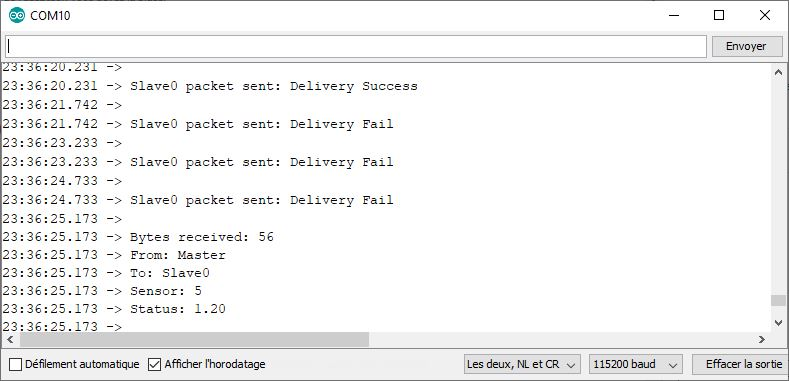 COM10
Envoyer
23:36:20.231 ->
23:36:20.231 -> Slave0 packet sent: Delivery Success
23:36:21.742 ->
23:36:21.742 -> Slave0 packet sent: Delivery Fail
23:36:23.233 ->
23:36:23.233 -> Slave0 packet sent: Delivery Fail
23:36:24.733 ->
23:36:24.733 -> Slave0 packet sent: Delivery Fail
23:36:25.173 ->
23:36:25.173 -> Bytes received: 56
23:36:25.173 -> From: Master
23:36:25.173 -> To: Slave0
23:36:25.173 -> Sensor: 5
23:36:25.173 -> Status: 1.20
23:36:25.173 ->
Défilement automatique Afficher l'horodatage Les deux, NL et CR 115200 baud Effacer la sortie